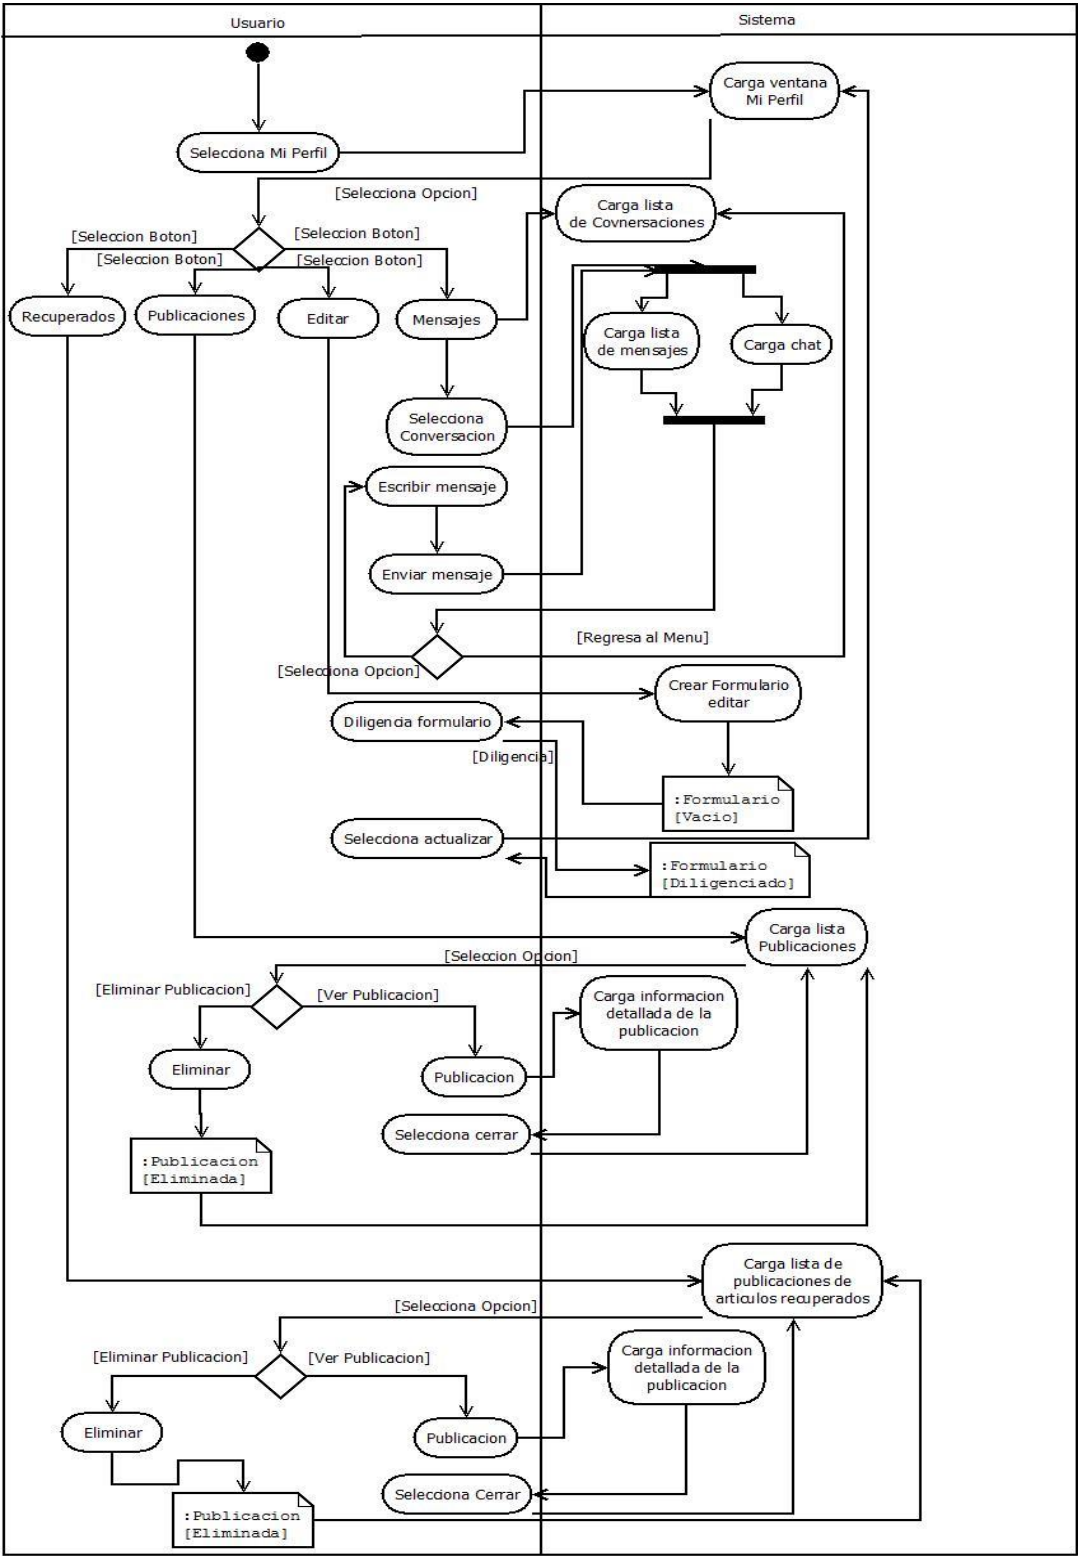 Usuario
Sistema
Carga ventana
Mi Perfil
Selecciona Mi Perfil
[Selecciona Opcion]
Carga lista
de Covnersaciones
[Seleccion Boton]
[Seleccion Boton]
[Seleccion Boton]
[Seleccion Boton]
Recuperados
Publicaciones
Editar
Mensajes
Carga lista
de mensajes
Carga chat
Selecciona
Conversacion
Escribir mensaje
Enviar mensaje
[Regresa al Menu]
[Selecciona Opcion]
Crear Formulario
editar
Diligencia formulario
[Diligencia]
:Formulario
[Vacio]
Selecciona actualizar
:Formulario
[Diligenciado]
Carga lista
Publicaciones
[Seleccion Opcion]
[Eliminar Publicacion]
[Ver Publicacion]
Carga informacion
detallada de la
publicacion
Eliminar
Publicacion
Selecciona cerrar
:Publicacion
[Eliminada]
Carga lista de
publicaciones de
articulos recuperados
[Selecciona Opcion]
[Eliminar Publicacion]
[Ver Publicacion]
Carga informacion
detallada de la
publicacion
Eliminar
Publicacion
Selecciona Cerrar
:Publicacion
[Eliminada]